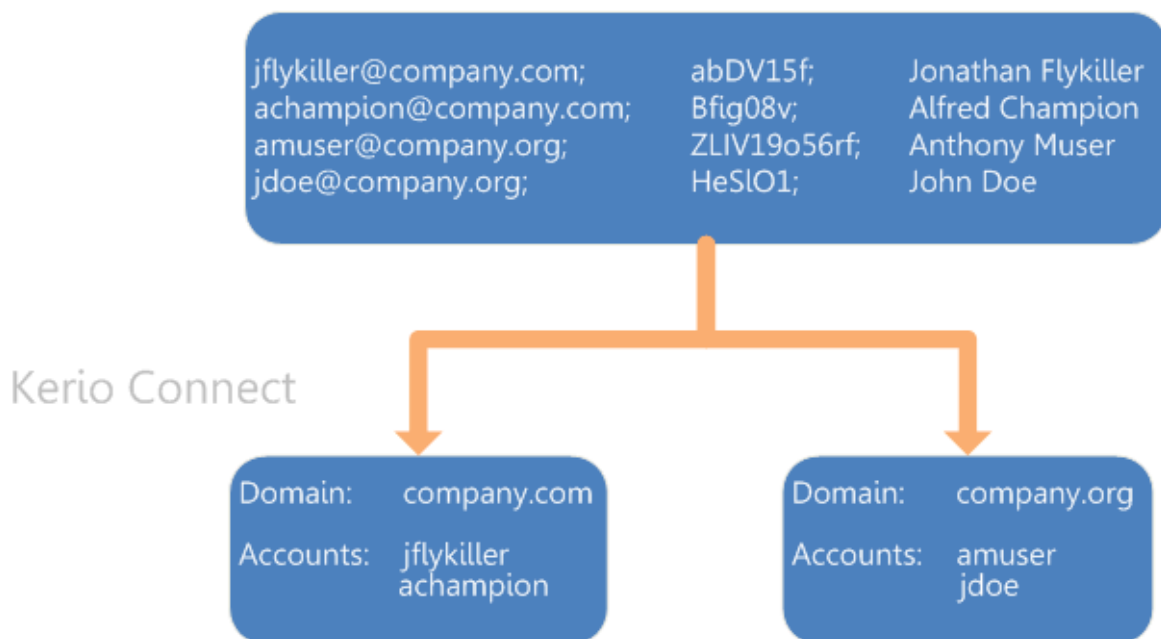 jflykiller@company.com; abDV15f; Jonathan Flykiller
achampion@company.com; Bfig08v; Alfred Champion
amuser@company.org; ZLIV19o56rf; Anthony Muser
jdoe@company.org; HeSlO1; John Doe
Kerio Connect
Domain: company.com
Accounts: jflykiller
achampion
Domain: company.org
Accounts: amuser
jdoe